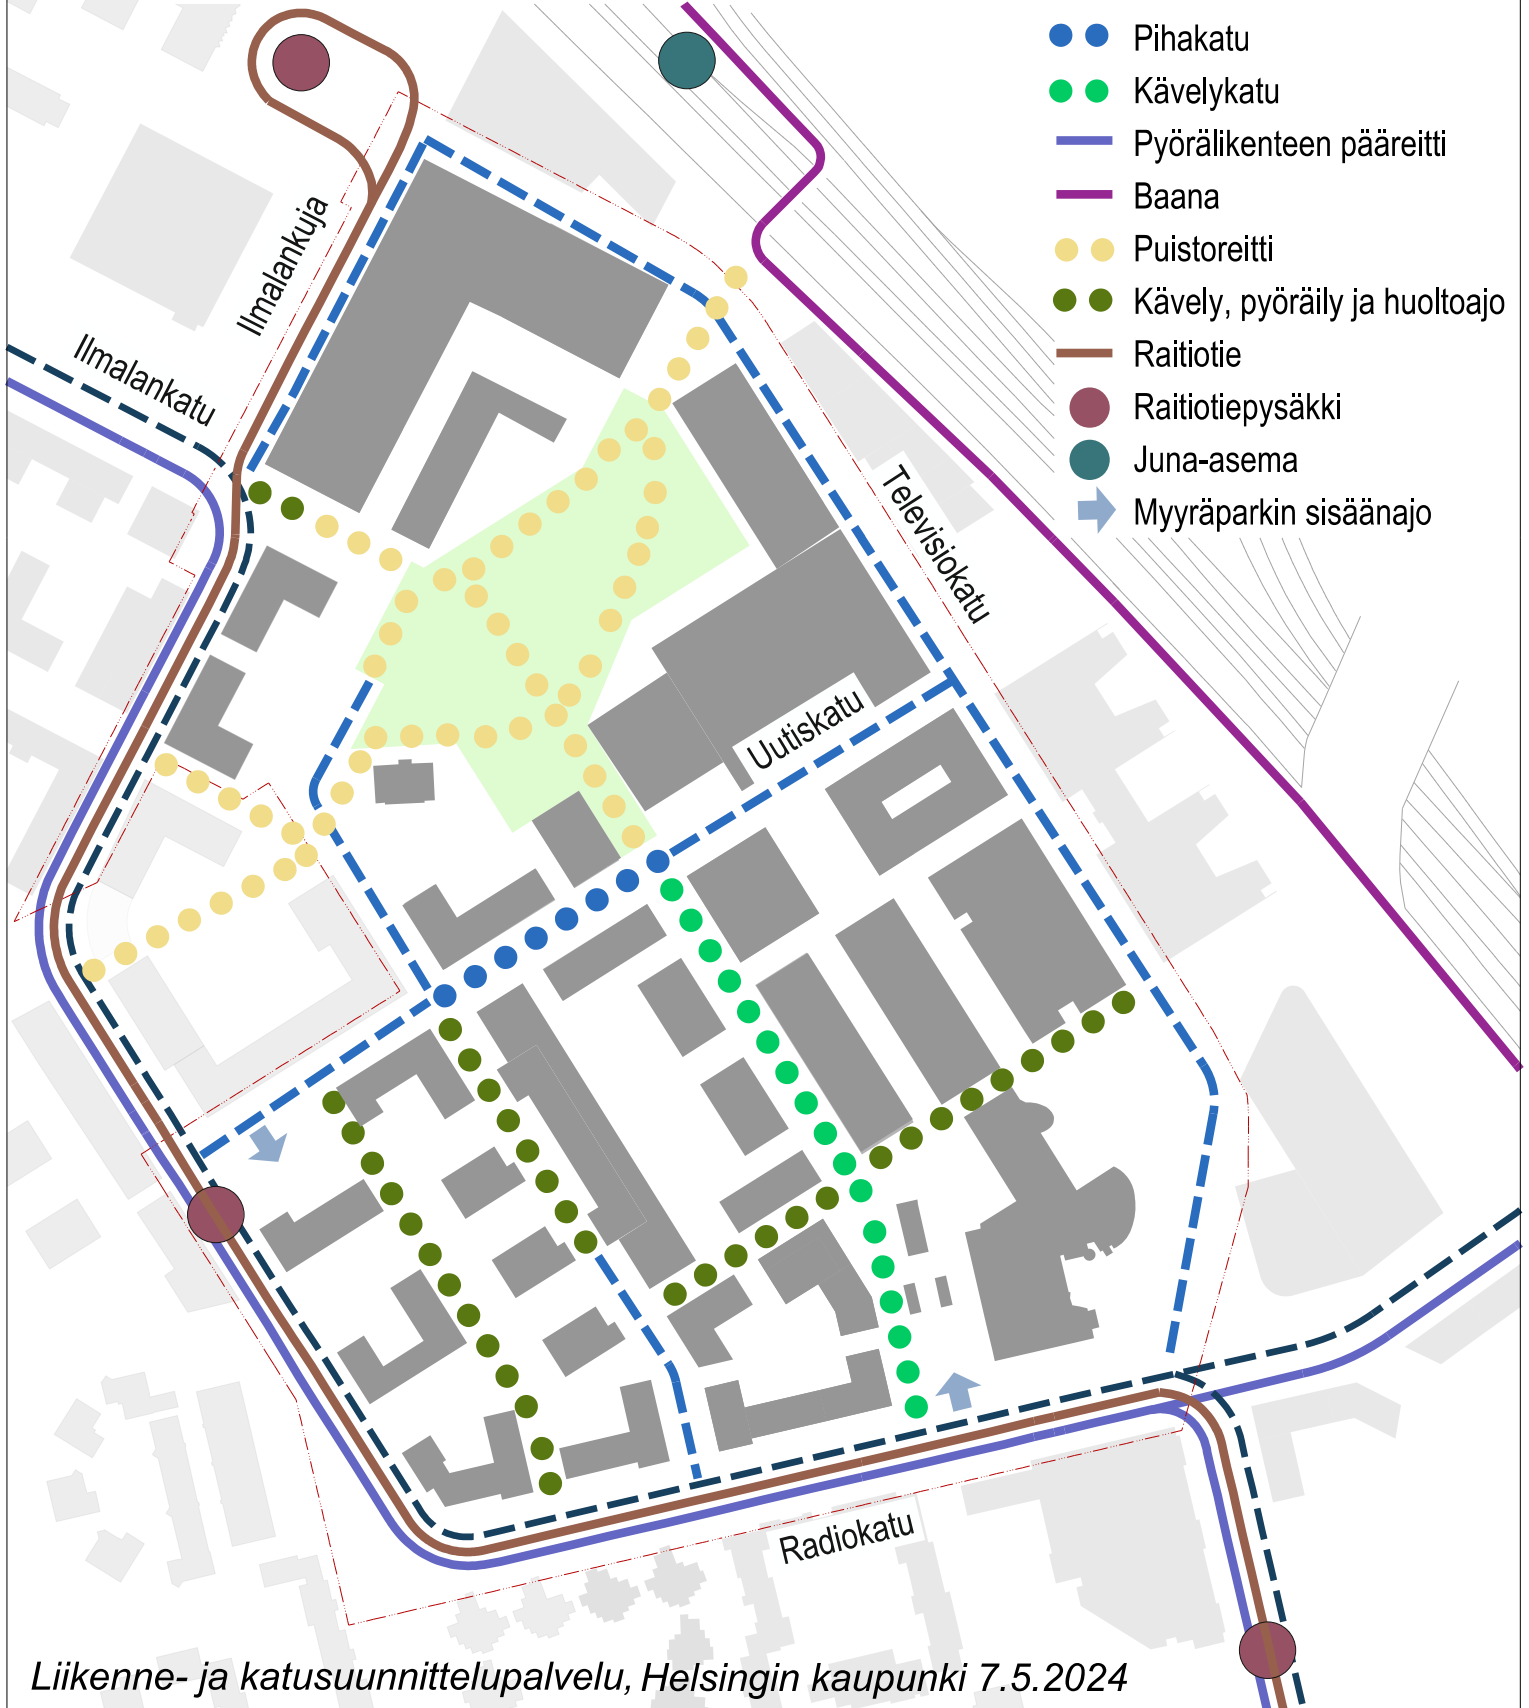 Pihakatu
Kävelykatu
Pyörälikenteen pääreitti
Baana
Puistoreitti
Kävely, pyöräily ja huoltoajo
Raitiotie
Raitiotiepysäkki
Juna-asema
Myyräparkin sisäänajo
Ilmalankuja
Ilmalankatu
Televisiokatu
Uutiskatu
Radiokatu
Liikenne- ja katusuunnittelupalvelu, Helsingin kaupunki 7.5.2024